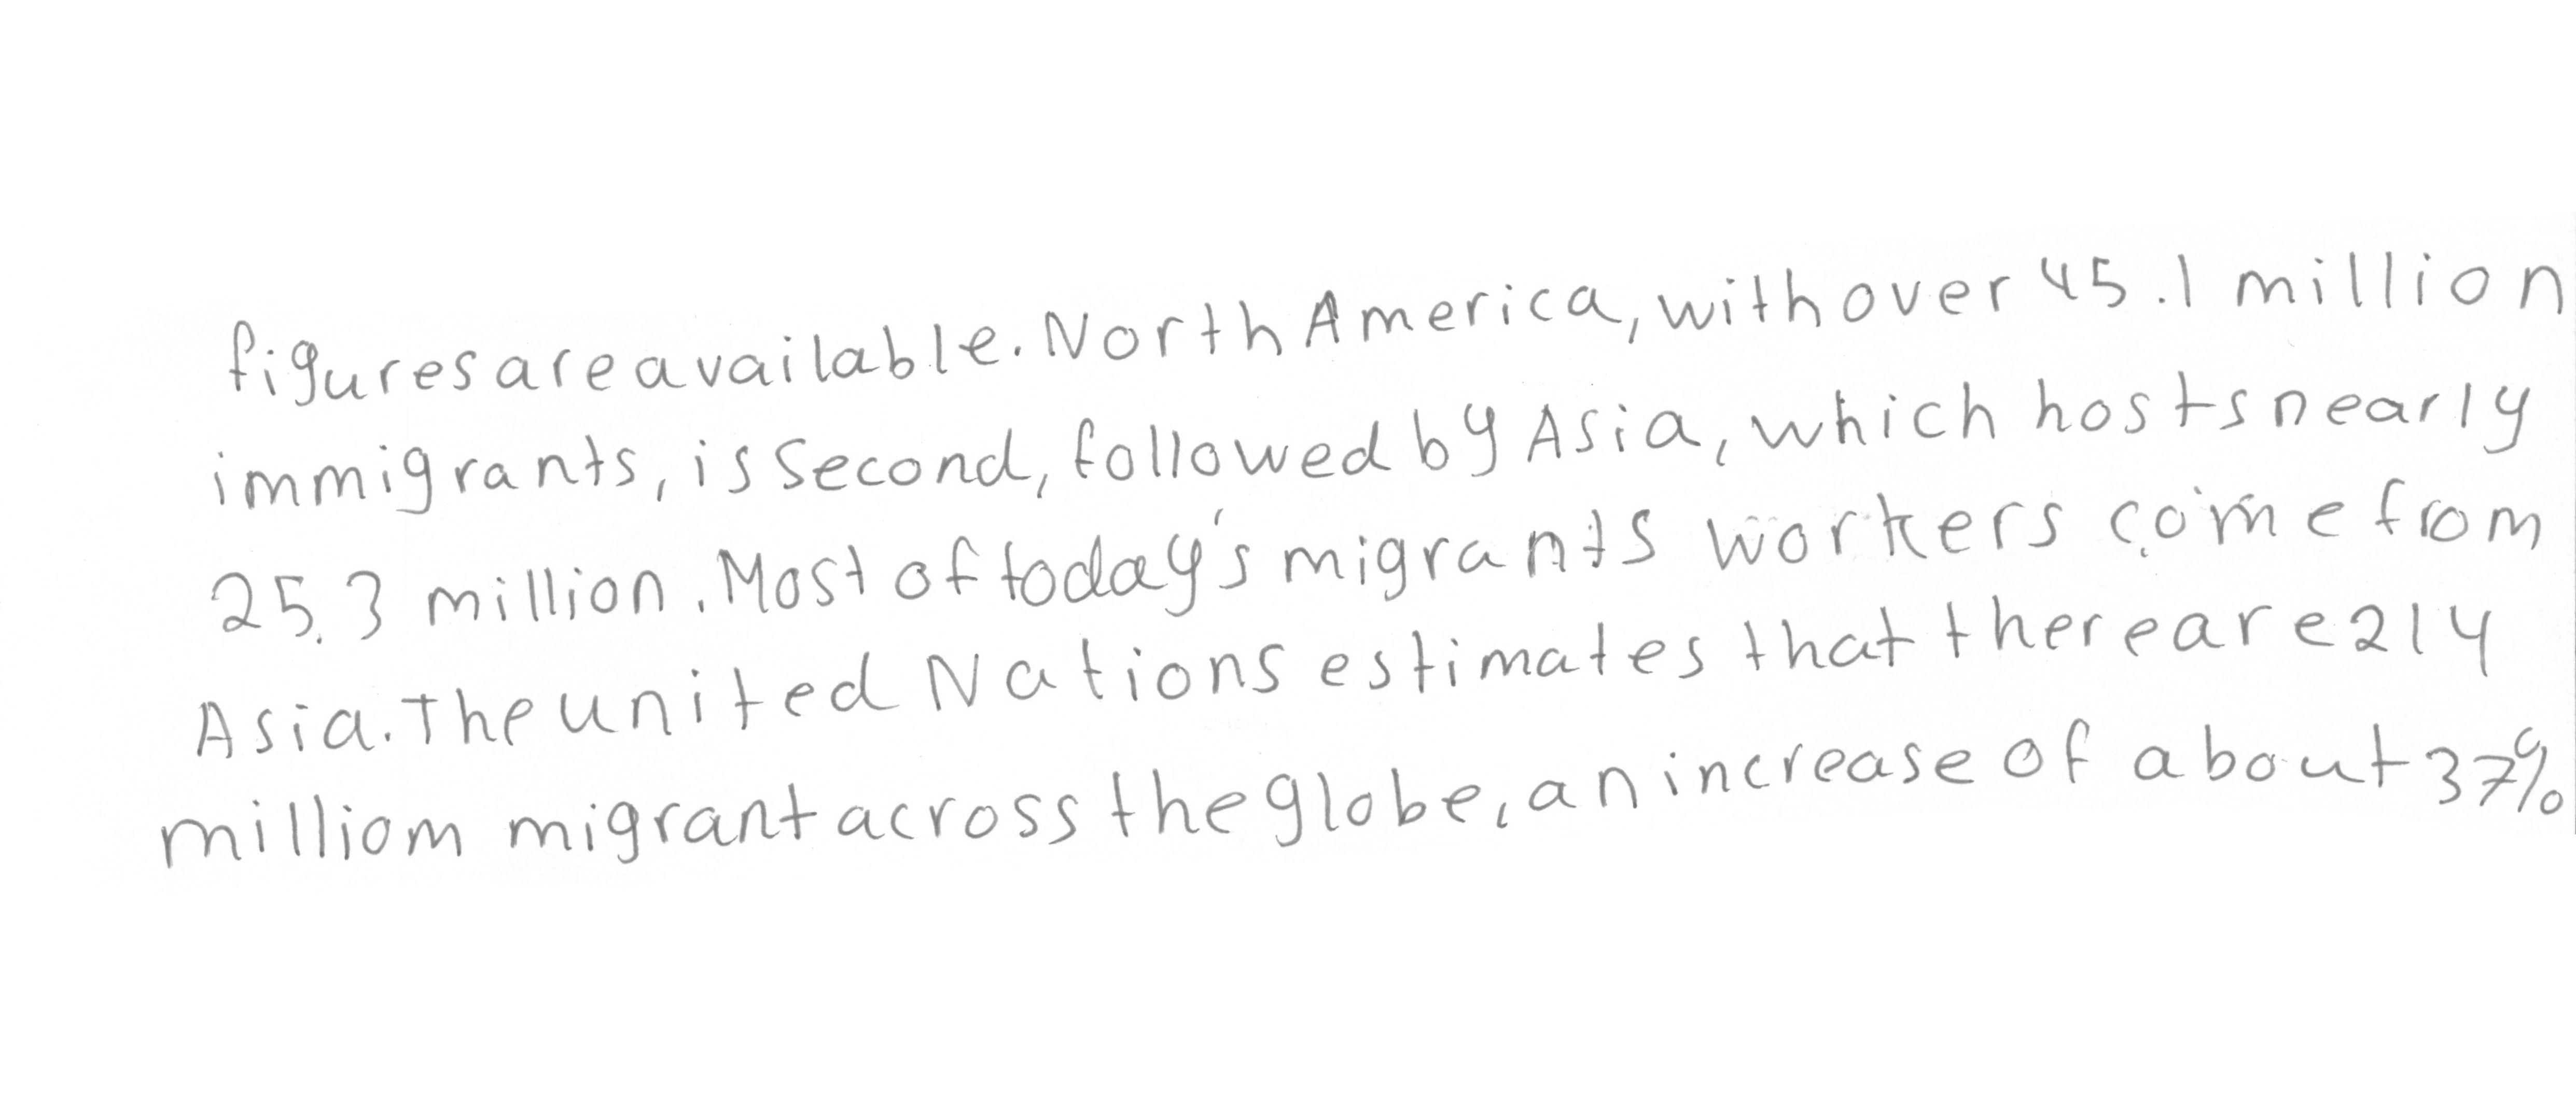 figures are available. North America, with over 45.1 million
immigrants, is second, followed by Asia, which hosts nearly
25.3 million. Most of today's migrants workers come from
Asia. The united Nations estimates that there are 214
milliom migrant across the globe, an increase of about 37%